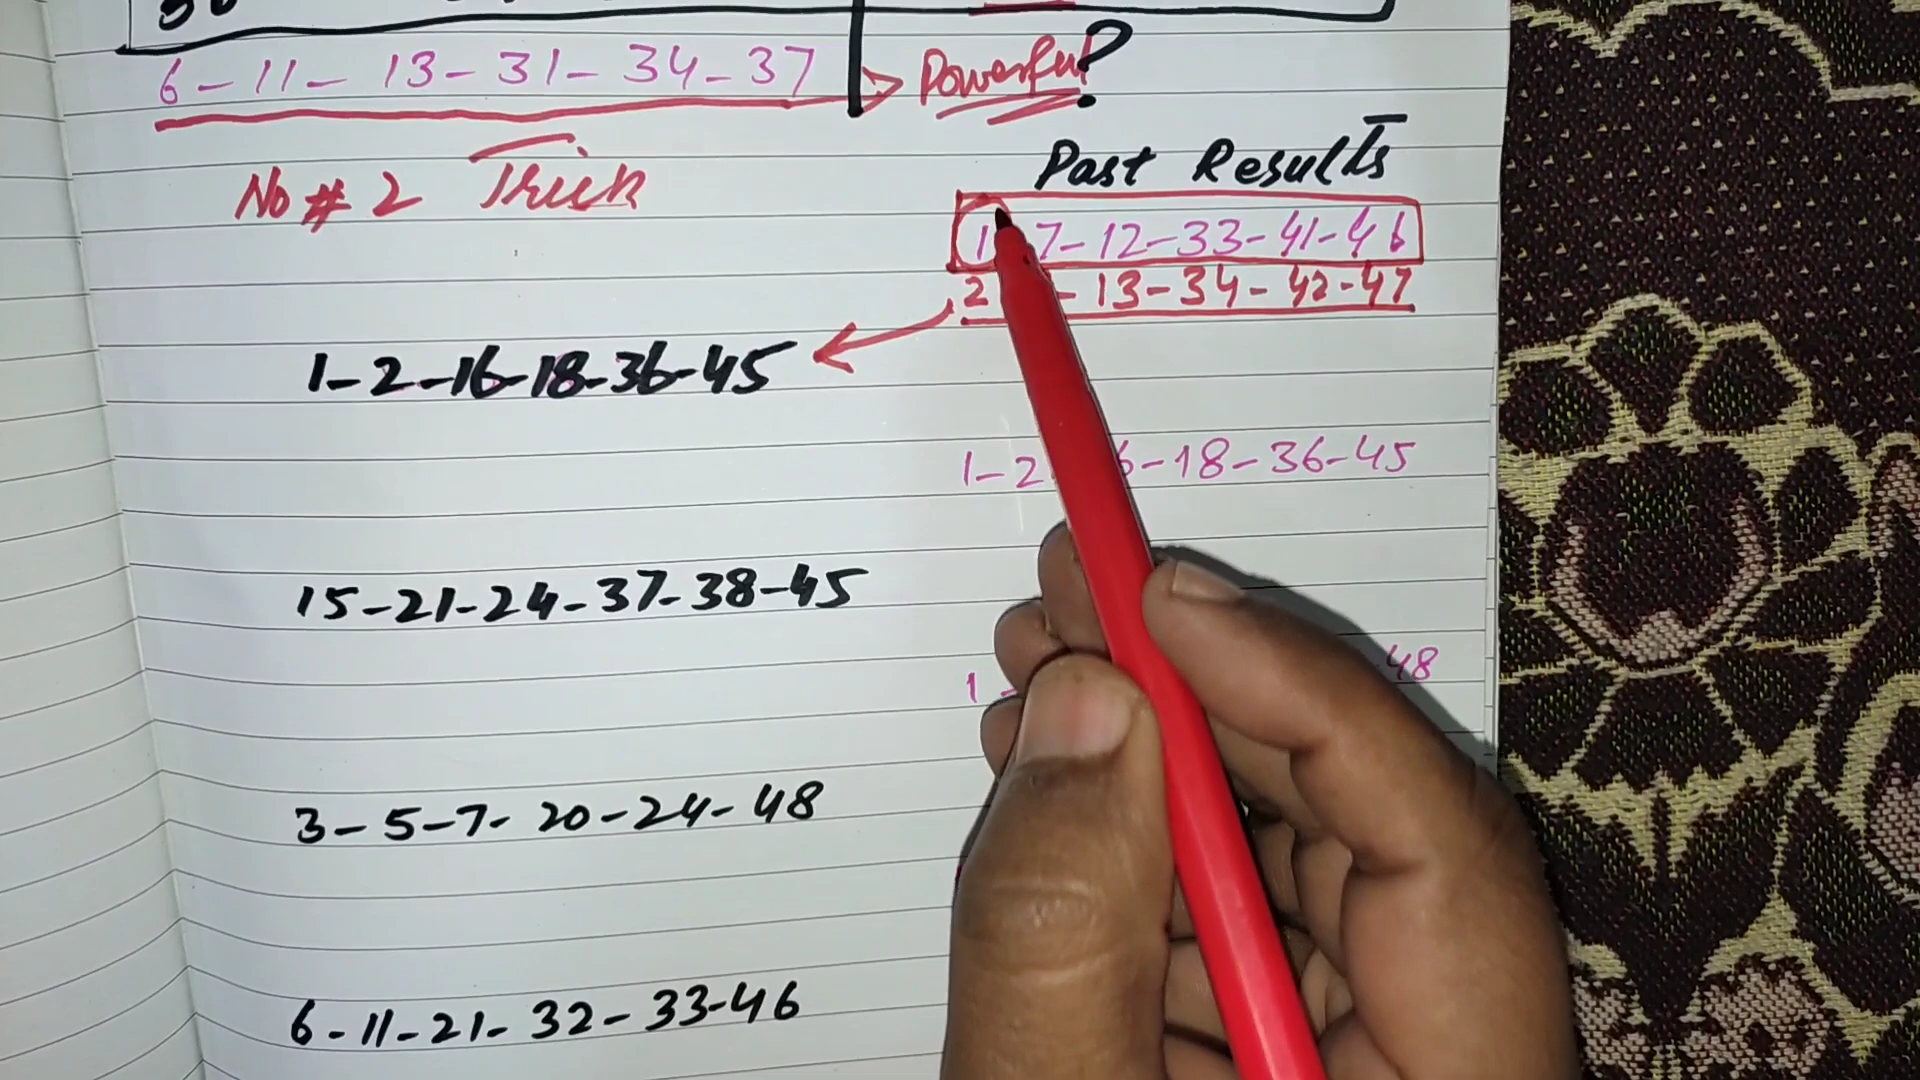 6 - 11 - 13 - 31 - 34 - 37 Powerful?
No # 2 Trick
Past Results
1 7 - 12 - 33 - 41 - 46
2 - 13 - 34 - 42 - 47
1 - 2 - 16 - 18 - 36 - 45
1 - 2 6 - 18 - 36 - 45
15 - 21 - 24 - 37 - 38 - 45
1 - 48
3 - 5 - 7 - 20 - 24 - 48
6 - 11 - 21 - 32 - 33 - 46